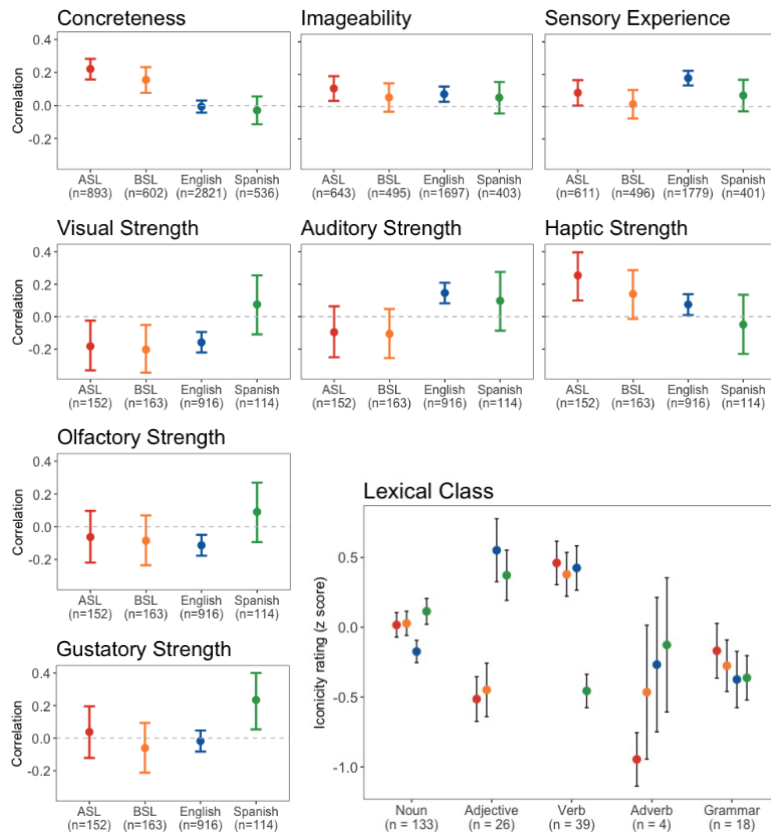 Concreteness
Imageability
Sensory Experience
Correlation
0.4
0.2
0.0
-0.2
ASL BSL English Spanish
(n=893) (n=602) (n=2821) (n=536)
ASL BSL English Spanish
(n=643) (n=495) (n=1697) (n=403)
ASL BSL English Spanish
(n=611) (n=496) (n=1779) (n=401)
Visual Strength
Auditory Strength
Haptic Strength
Correlation
0.4
0.2
0.0
-0.2
ASL BSL English Spanish
(n=152) (n=163) (n=916) (n=114)
ASL BSL English Spanish
(n=152) (n=163) (n=916) (n=114)
ASL BSL English Spanish
(n=152) (n=163) (n=916) (n=114)
Olfactory Strength
Correlation
0.4
0.2
0.0
-0.2
ASL BSL English Spanish
(n=152) (n=163) (n=916) (n=114)
Gustatory Strength
Correlation
0.4
0.2
0.0
-0.2
ASL BSL English Spanish
(n=152) (n=163) (n=916) (n=114)
Lexical Class
Iconicity rating (z score)
0.5
0.0
-0.5
-1.0
Noun Adjective Verb Adverb Grammar
(n = 133) (n = 26) (n = 39) (n = 4) (n = 18)